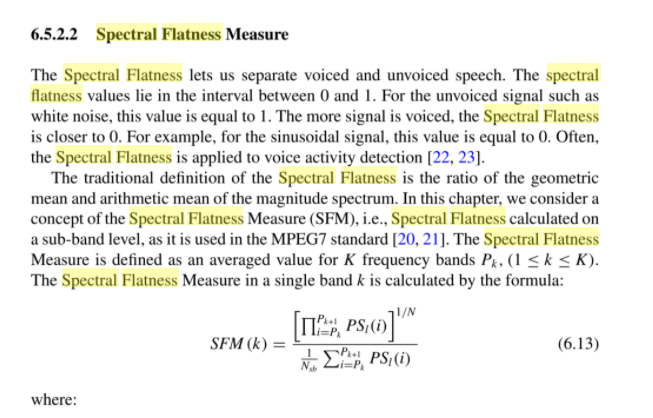 6.5.2.2 Spectral Flatness Measure
The Spectral Flatness lets us separate voiced and unvoiced speech. The spectral
flatness values lie in the interval between 0 and 1. For the unvoiced signal such as
white noise, this value is equal to 1. The more signal is voiced, the Spectral Flatness
is closer to 0. For example, for the sinusoidal signal, this value is equal to 0. Often,
the Spectral Flatness is applied to voice activity detection [22, 23].
The traditional definition of the Spectral Flatness is the ratio of the geometric
mean and arithmetic mean of the magnitude spectrum. In this chapter, we consider a
concept of the Spectral Flatness Measure (SFM), i.e., Spectral Flatness calculated on
a sub-band level, as it is used in the MPEG7 standard [20, 21]. The Spectral Flatness
Measure is defined as an averaged value for K frequency bands P_k, (1 ≤ k ≤ K).
The Spectral Flatness Measure in a single band k is calculated by the formula:
SFM (k) = [∏_{i=P_k}^{P_{k+1}} PS_l(i)]^{1/N} / (1/N_{sb} ∑_{i=P_k}^{P_{k+1}} PS_l(i)) (6.13)
where: